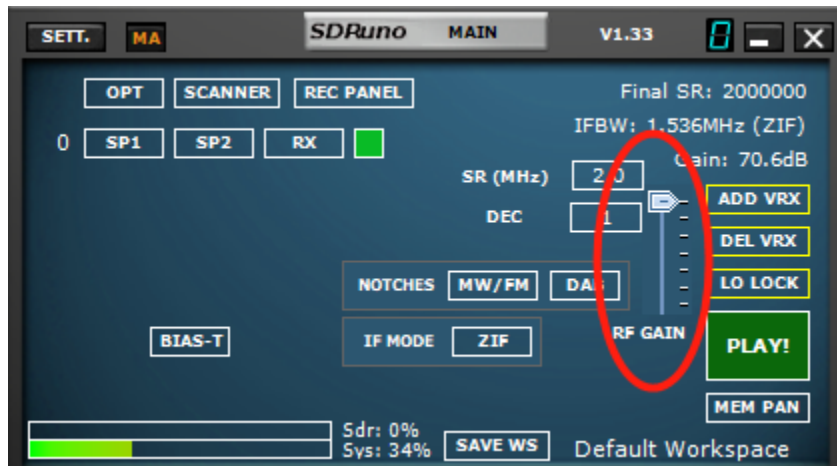 SETT. MA SDRuno MAIN V1.33
OPT SCANNER REC PANEL Final SR: 2000000
IFBW: 1.536MHz (ZIF)
0 SP1 SP2 RX
Gain: 70.6dB
SR (MHz) 2.0
ADD VRX
DEC 1
DEL VRX
NOTCHES MW/FM DAB LO LOCK
BIAS-T IF MODE ZIF RF GAIN PLAY!
MEM PAN
Sdr: 0%
Sys: 34% SAVE WS Default Workspace